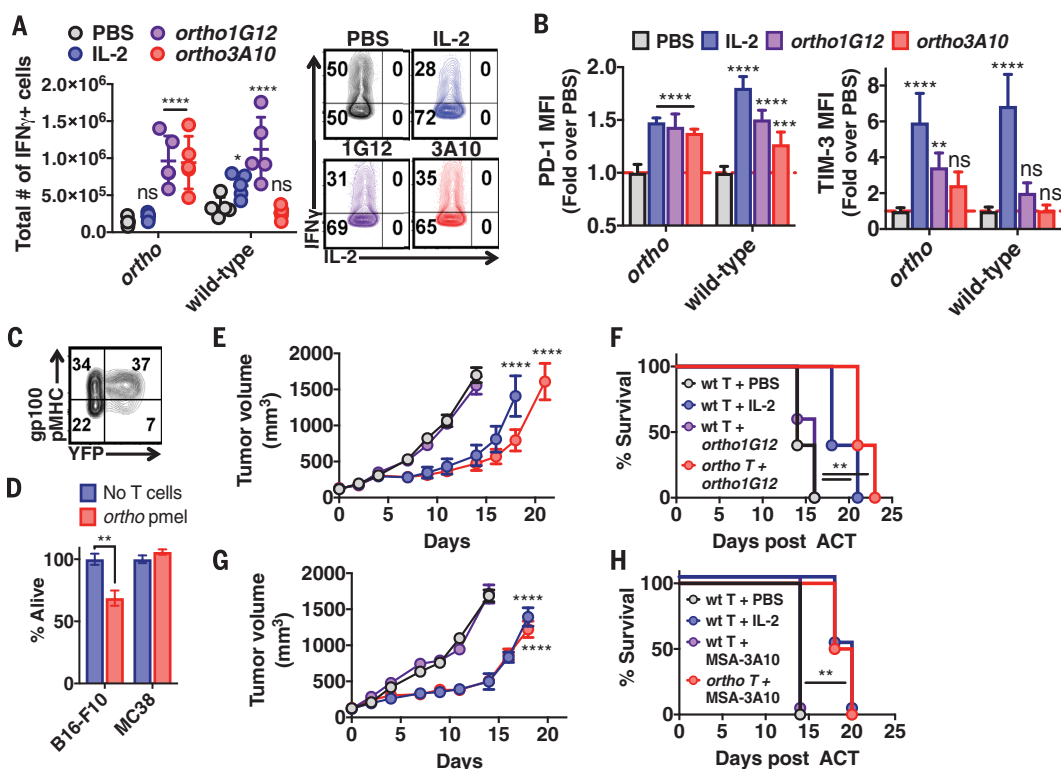 A
PBS
ortho1G12
IL-2
ortho3A10
Total # of IFNγ+ cells
2.0×10⁶
1.5×10⁶
1.0×10⁶
5.0×10⁵
0.0
ns
****
*
****
ns
ortho
wild-type
PBS
IL-2
50
0
28
0
50
0
72
0
1G12
3A10
31
0
35
0
69
0
65
0
IFNγ
IL-2
B
PBS
IL-2
ortho1G12
ortho3A10
PD-1 MFI
(Fold over PBS)
2.0
1.5
1.0
0.5
****
****
****
***
ortho
wild-type
TIM-3 MFI
(Fold over PBS)
10
8
6
4
2
0
****
**
ns
****
ns
ns
ortho
wild-type
C
gp100
pMHC
34
37
22
7
YFP
D
No T cells
ortho pmel
% Alive
100
50
0
**
B16-F10
MC38
E
Tumor volume
(mm³)
2000
1500
1000
500
0
****
****
0
5
10
15
20
Days
F
% Survival
100
50
0
wt T + PBS
wt T + IL-2
wt T +
ortho1G12
ortho T +
ortho1G12
**
0
5
10
15
20
25
Days post ACT
G
Tumor volume
(mm³)
2000
1500
1000
500
0
****
****
0
5
10
15
20
Days
H
% Survival
100
50
0
wt T + PBS
wt T + IL-2
wt T +
MSA-3A10
ortho T +
MSA-3A10
**
0
5
10
15
20
25
Days post ACT